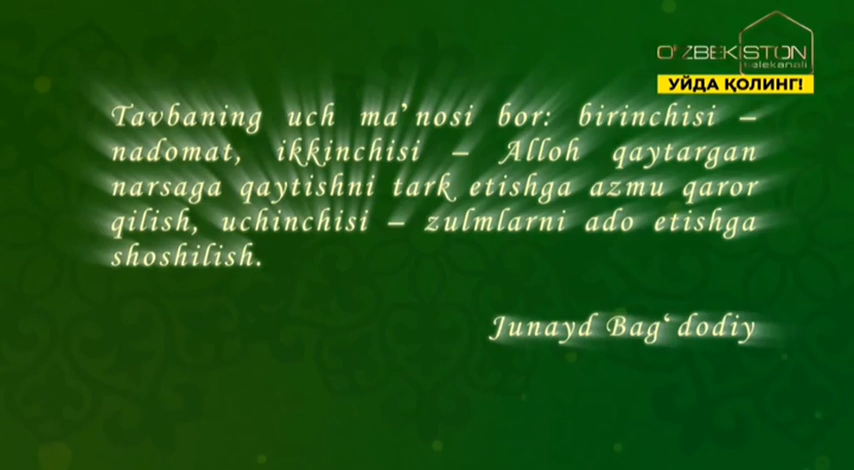 O'ZBEKISTON
telekanali
УЙДА ҚОЛИНГ!
Tavbaning uch ma’nosi bor: birinchisi –
nadomat, ikkinchisi – Alloh qaytargan
narsaga qaytishni tark etishga azmu qaror
qilish, uchinchisi – zulmlarni ado etishga
shoshilish.
Junayd Bag‘dodiy